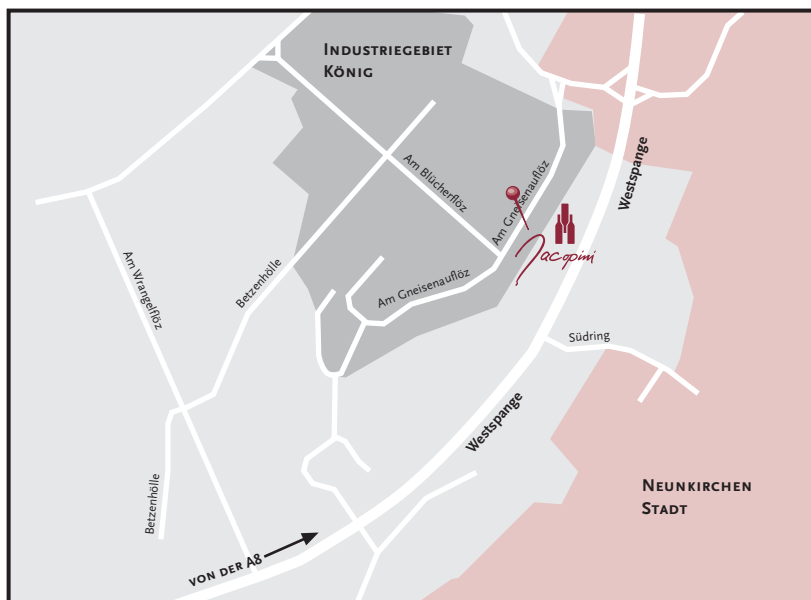 Industriegebiet
König
Westspange
Am Blücherflöz
Am Gneisenauflöz
Jacopini
Am Wrangelflöz
Betzenhölle
Am Gneisenauflöz
Südring
Westspange
Betzenhölle
Neunkirchen
Stadt
von der A8